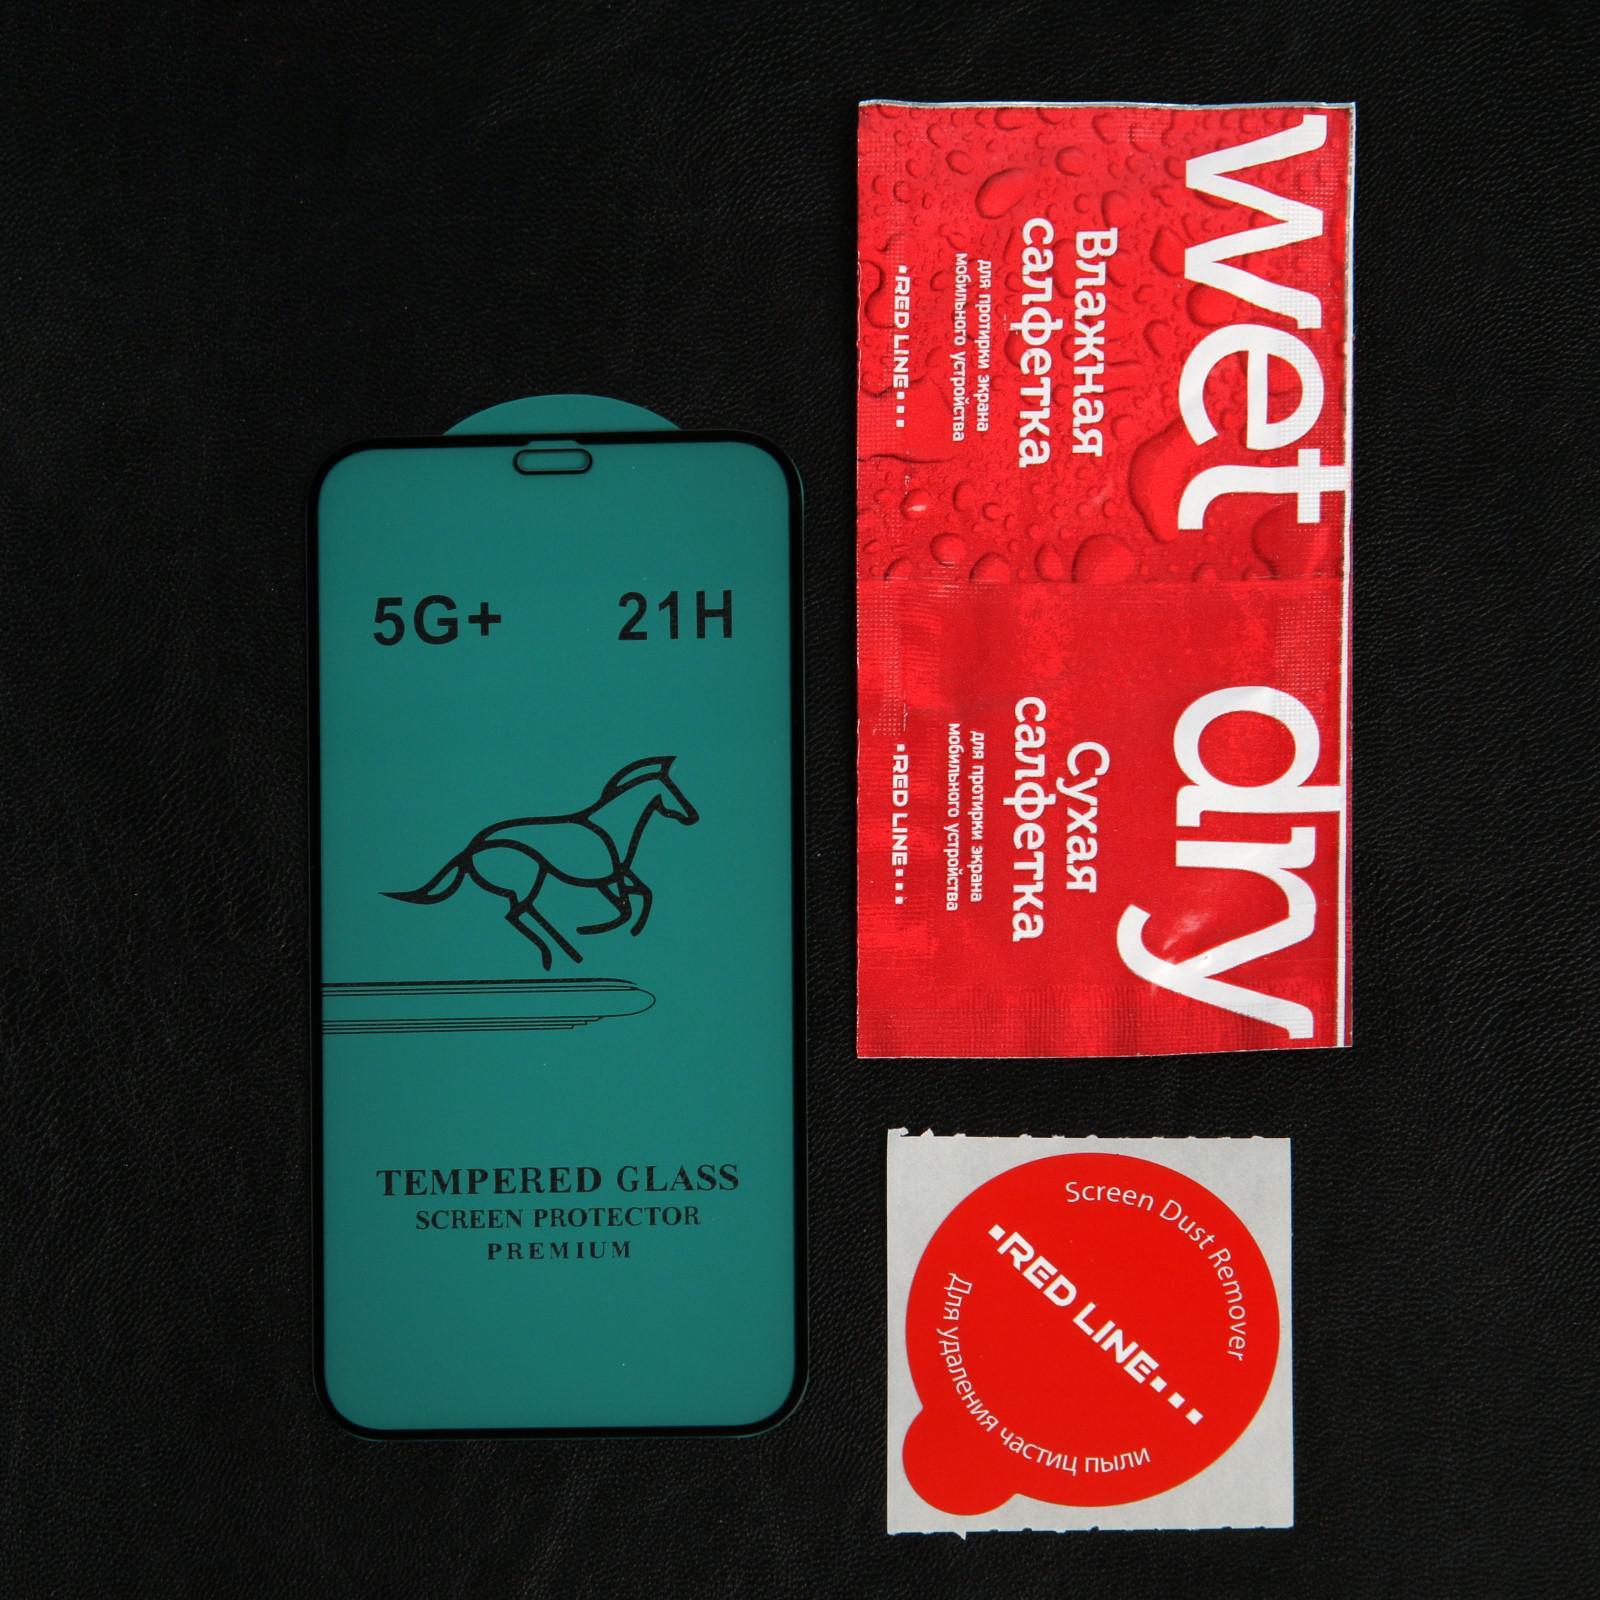 5G+ 21H
TEMPERED GLASS
SCREEN PROTECTOR
PREMIUM
wet
Влажная
салфетка
для протирки экрана
мобильного устройства
RED LINE
dry
Сухая
салфетка
для протирки экрана
мобильного устройства
RED LINE
Screen Dust Remover
RED LINE
Для удаления частиц пыли